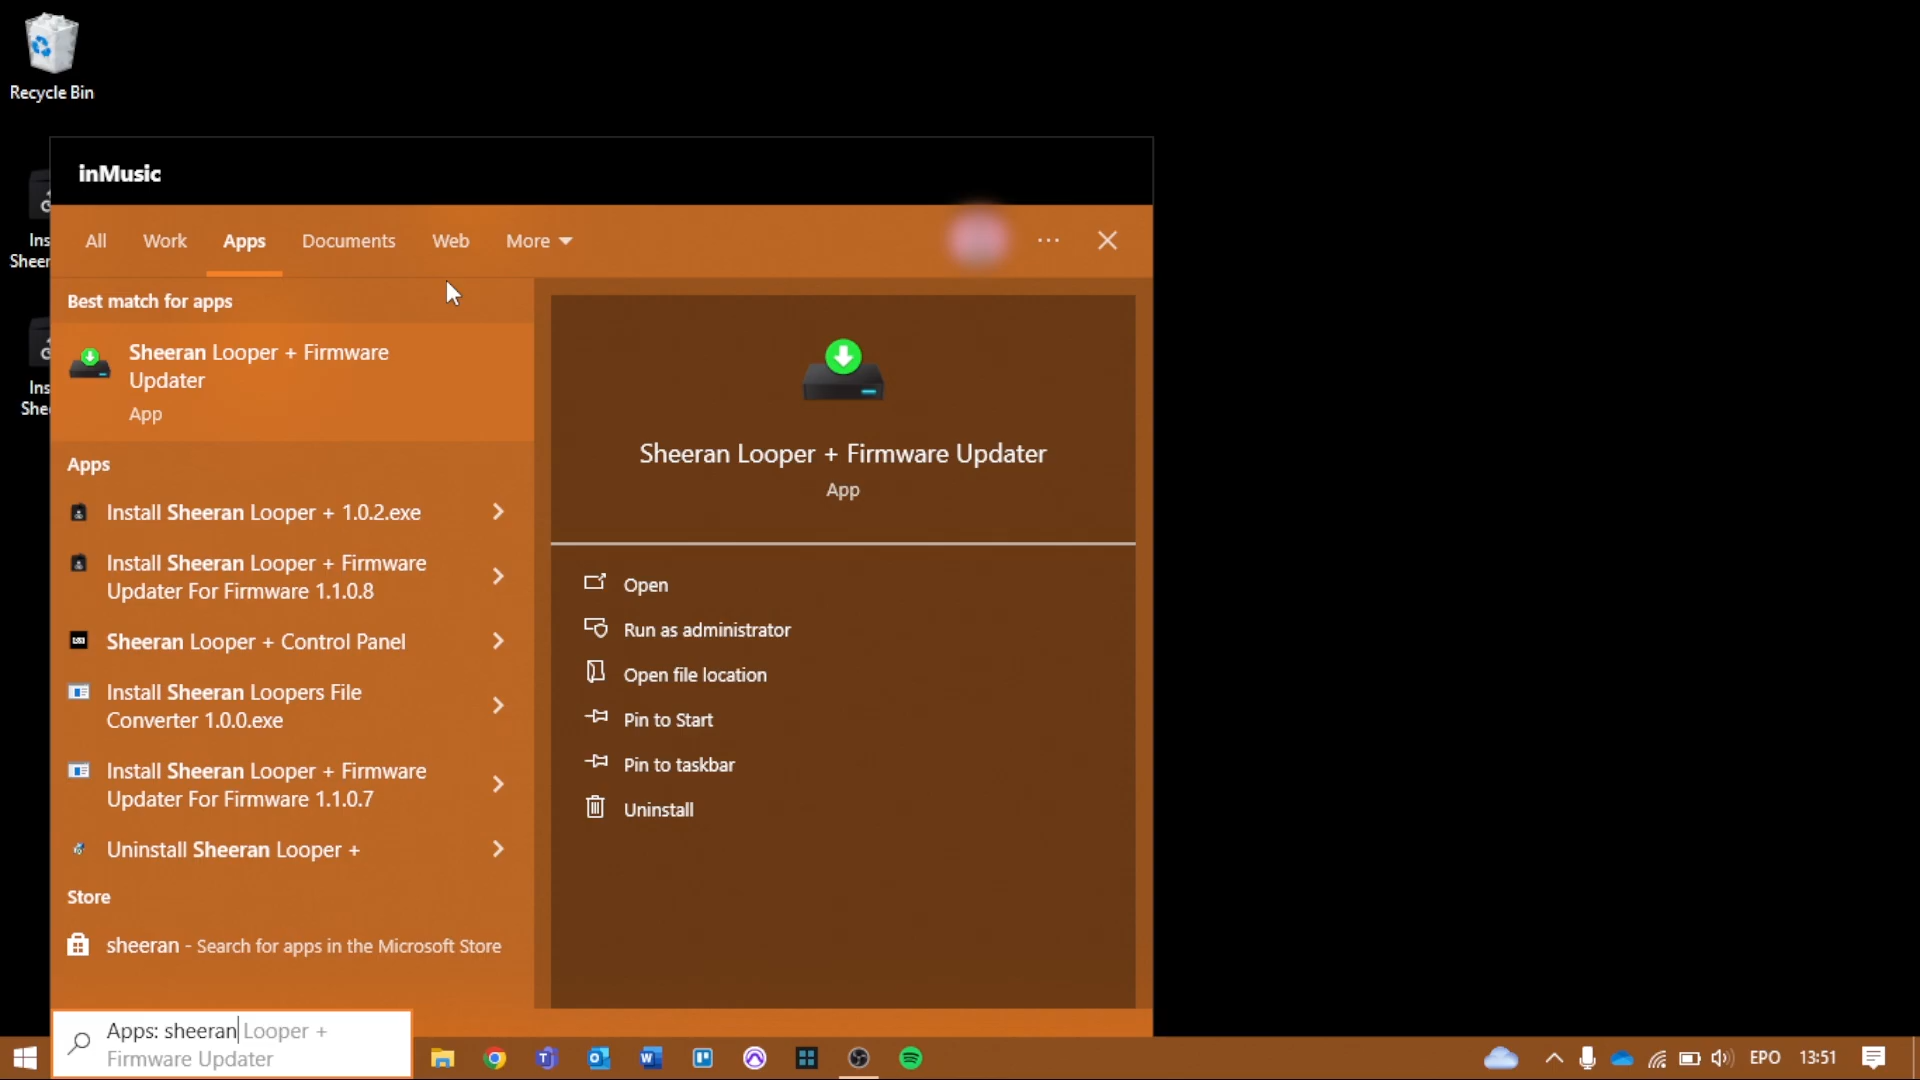 Recycle Bin
inMusic
Ins
Sheer
Ins
Shee
All Work Apps Documents Web More
Best match for apps
Sheeran Looper + Firmware
Updater
App
Apps
Install Sheeran Looper + 1.0.2.exe
Install Sheeran Looper + Firmware
Updater For Firmware 1.1.0.8
Sheeran Looper + Control Panel
Install Sheeran Loopers File
Converter 1.0.0.exe
Install Sheeran Looper + Firmware
Updater For Firmware 1.1.0.7
Uninstall Sheeran Looper +
Store
sheeran - Search for apps in the Microsoft Store
Sheeran Looper + Firmware Updater
App
Open
Run as administrator
Open file location
Pin to Start
Pin to taskbar
Uninstall
Apps: sheeran Looper +
Firmware Updater
EPO 13:51